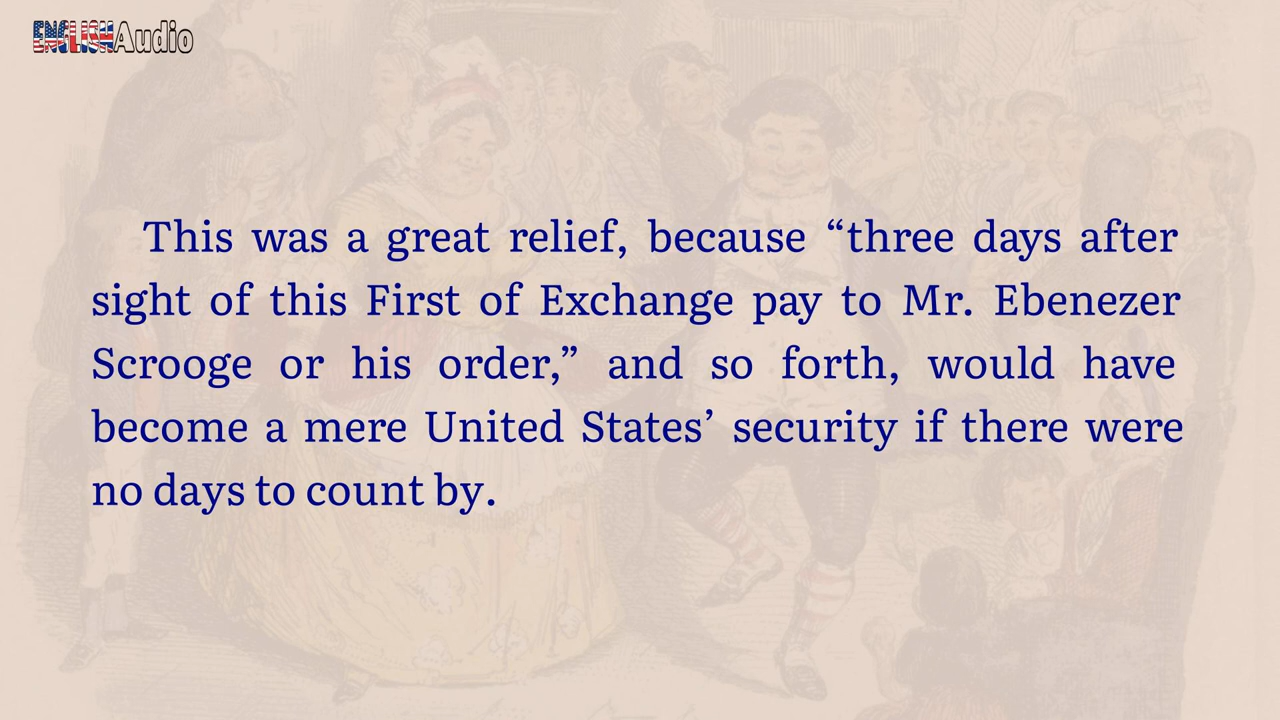 ENGLISHAudio
This was a great relief, because “three days after
sight of this First of Exchange pay to Mr. Ebenezer
Scrooge or his order,” and so forth, would have
become a mere United States’ security if there were
no days to count by.